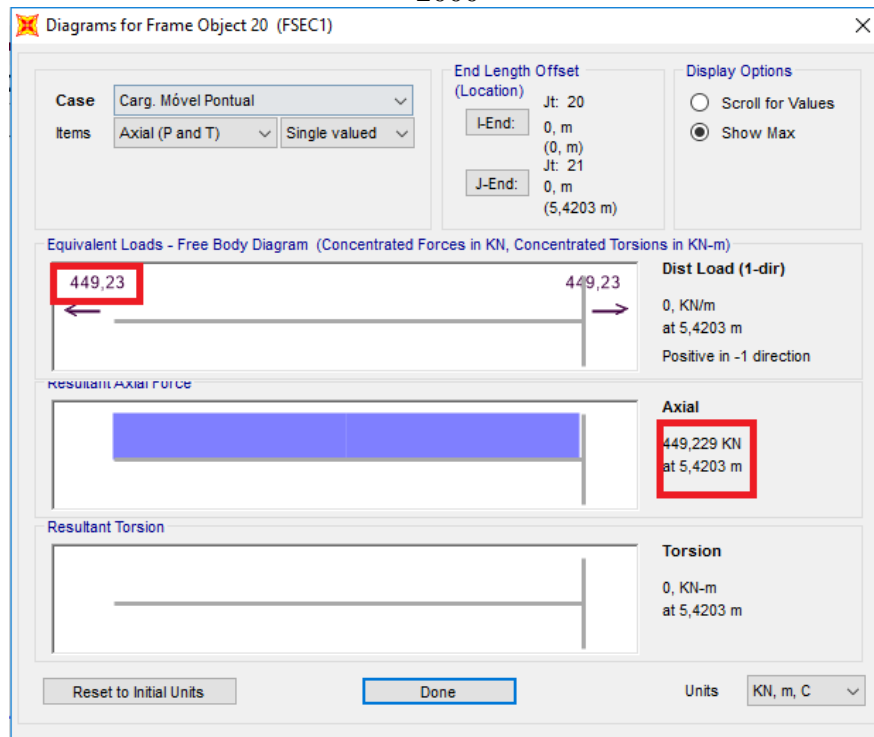 Diagrams for Frame Object 20 (FSEC1)
Case Carg. Móvel Pontual
Items Axial (P and T) Single valued
End Length Offset
(Location)
Jt: 20
I-End: 0, m
(0, m)
Jt: 21
J-End: 0, m
(5,4203 m)
Display Options
Scroll for Values
Show Max
Equivalent Loads - Free Body Diagram (Concentrated Forces in KN, Concentrated Torsions in KN-m)
449,23 449,23
Dist Load (1-dir)
0, KN/m
at 5,4203 m
Positive in -1 direction
Resultant Axial Force
Axial
449,229 KN
at 5,4203 m
Resultant Torsion
Torsion
0, KN-m
at 5,4203 m
Reset to Initial Units Done Units KN, m, C